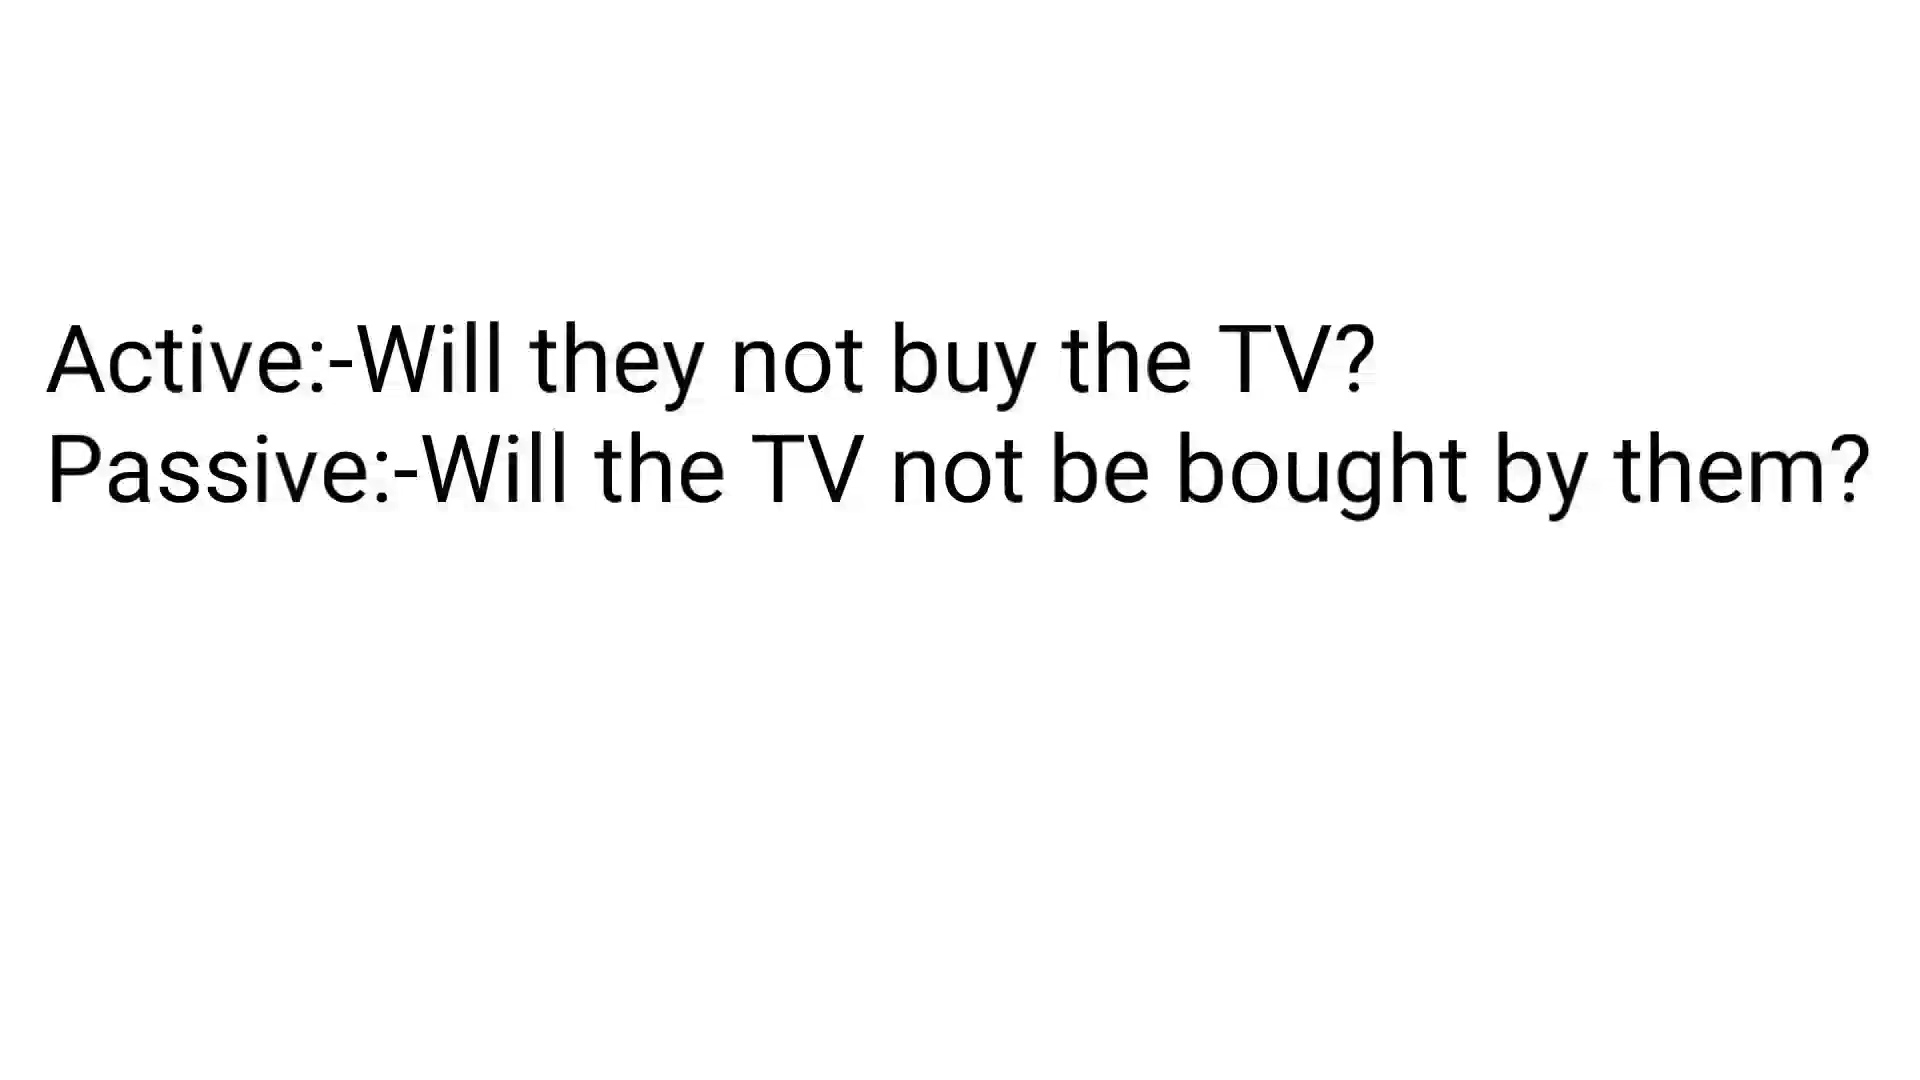 Active:-Will they not buy the TV?
Passive:-Will the TV not be bought by them?